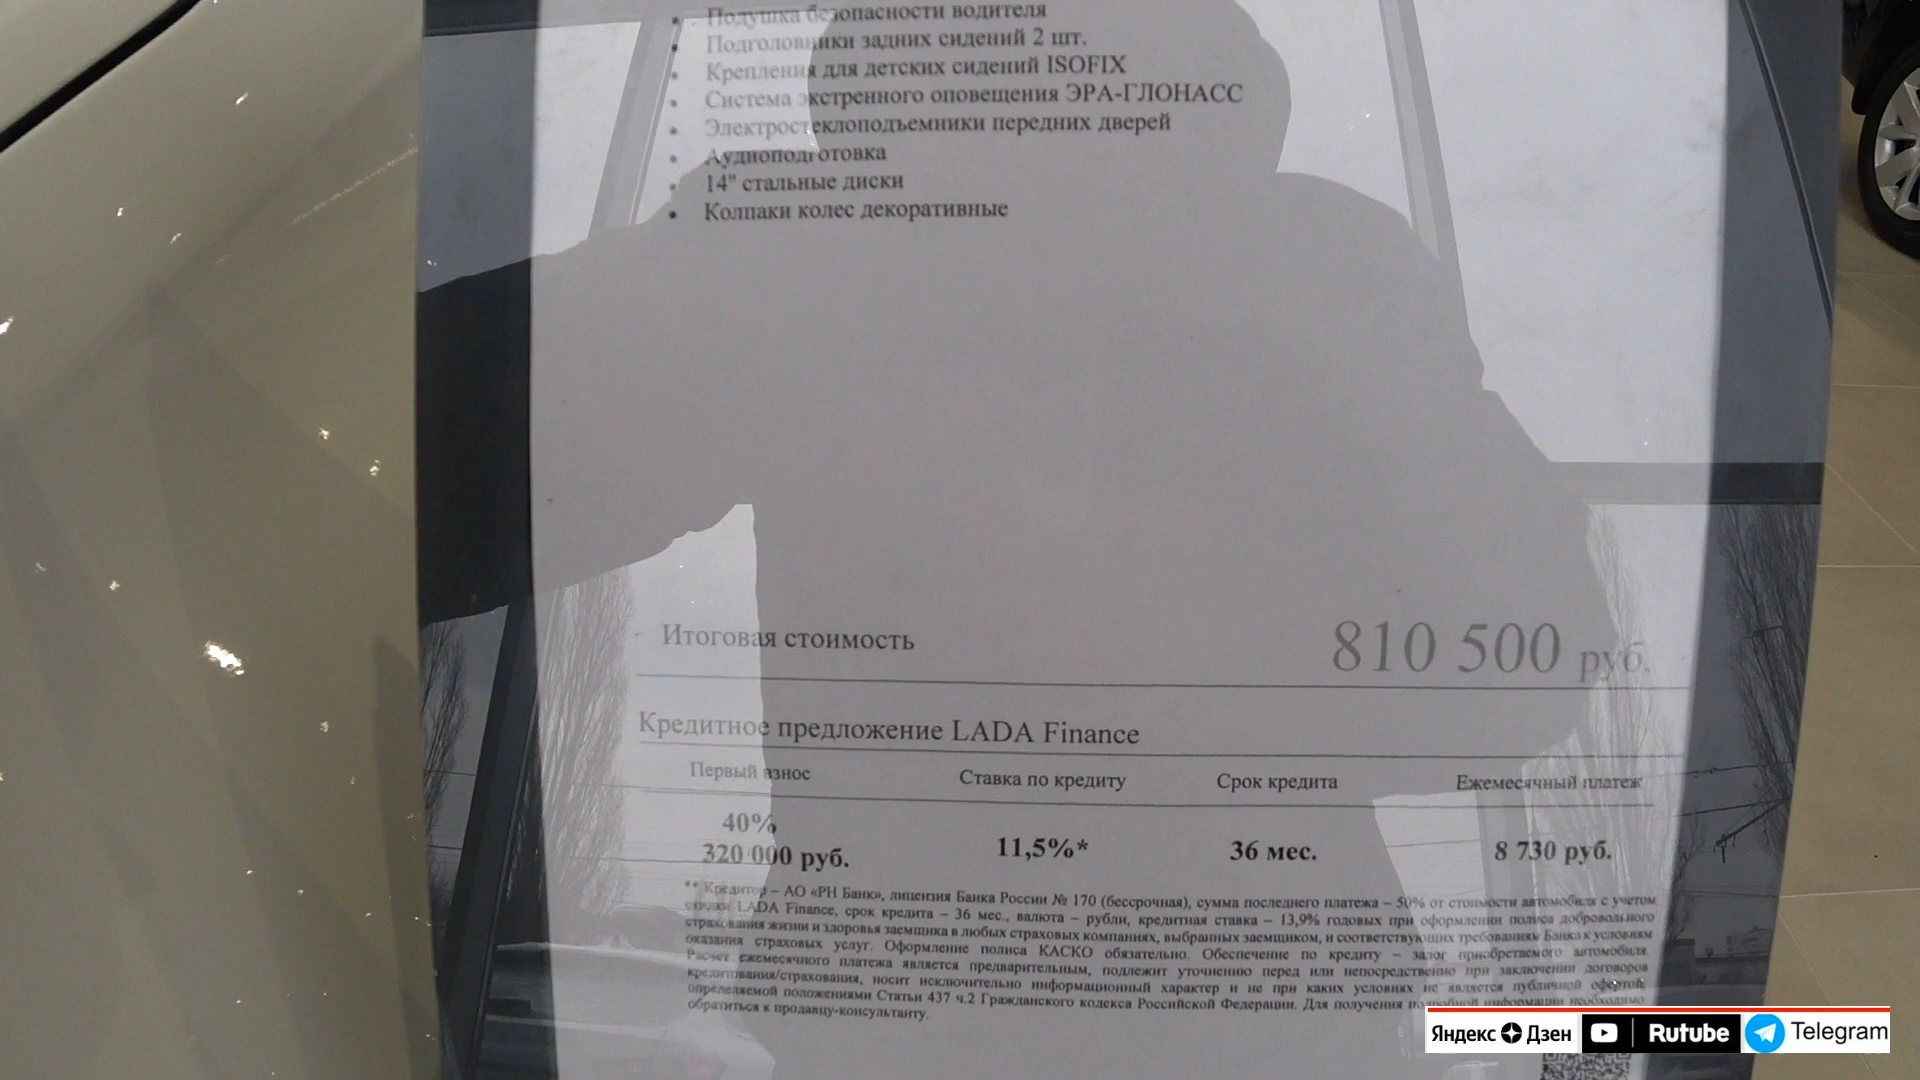 Подушка безопасности водителя
Подголовники задних сидений 2 шт.
Крепления для детских сидений ISOFIX
Система экстренного оповещения ЭРА-ГЛОНАСС
Электростеклоподъемники передних дверей
Аудиоподготовка
14" стальные диски
Колпаки колес декоративные
Итоговая стоимость 810 500 руб.
Кредитное предложение LADA Finance
Первый взнос Ставка по кредиту Срок кредита Ежемесячный платеж
40%
320 000 руб. 11,5%* 36 мес. 8 730 руб.
** Кредитор – АО «РН Банк», лицензия Банка России № 170 (бессрочная), сумма последнего платежа – 50% от стоимости автомобиля с учетом
скидки LADA Finance, срок кредита – 36 мес., валюта – рубли, кредитная ставка – 13,9% годовых при оформлении полиса добровольного
страхования жизни и здоровья заемщика в любых страховых компаниях, выбранных заемщиком, и соответствующих требованиям Банка к условиям
оказания страховых услуг. Оформление полиса КАСКО обязательно. Обеспечение по кредиту – залог приобретаемого автомобиля.
Расчет ежемесячного платежа является предварительным, подлежит уточнению перед или непосредственно при заключении договоров
кредитования/страхования, носит исключительно информационный характер и не при каких условиях не является публичной офертой,
определяемой положениями Статьи 437 ч.2 Гражданского кодекса Российской Федерации. Для получения подробной информации необходимо
обратиться к продавцу-консультанту.
Яндекс Дзен Rutube Telegram